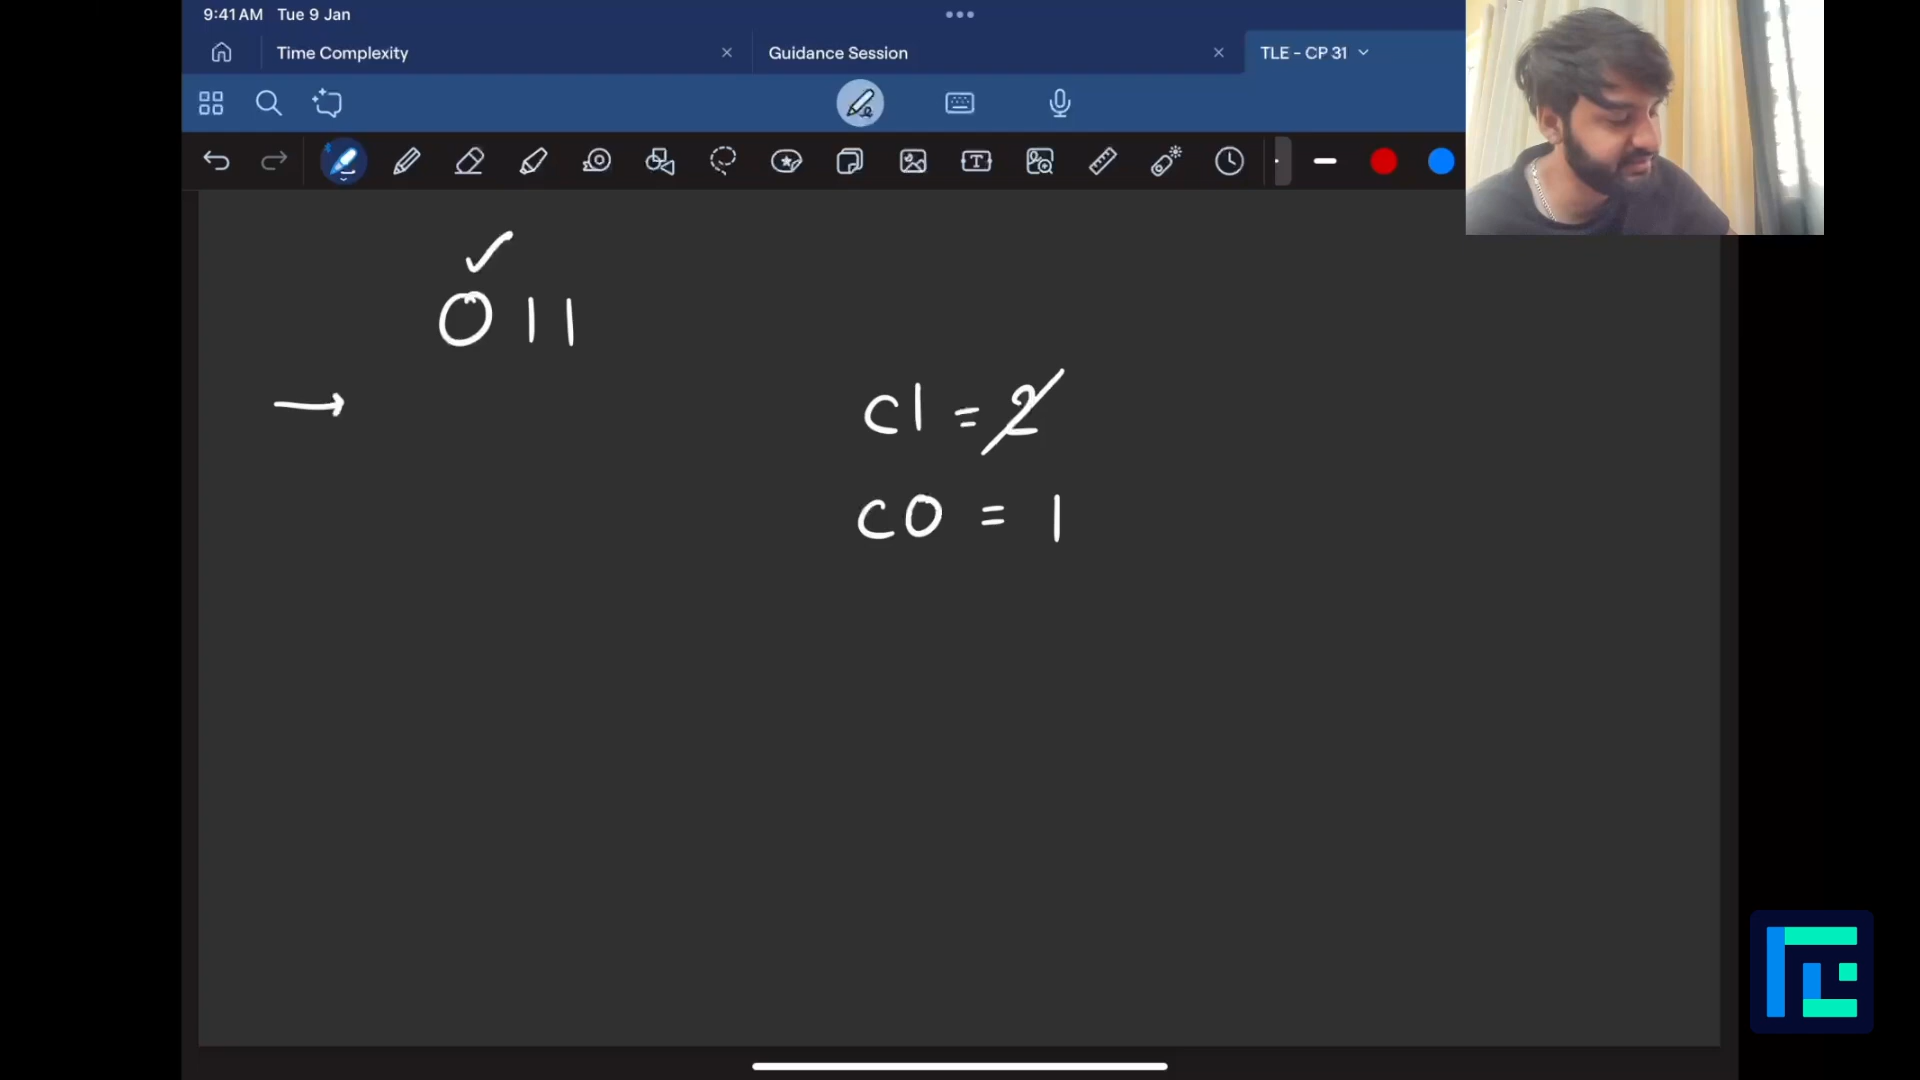 9:41 AM Tue 9 Jan
Time Complexity
Guidance Session
TLE - CP 31
✓
0 1 1
→
c1 = 2
c0 = 1